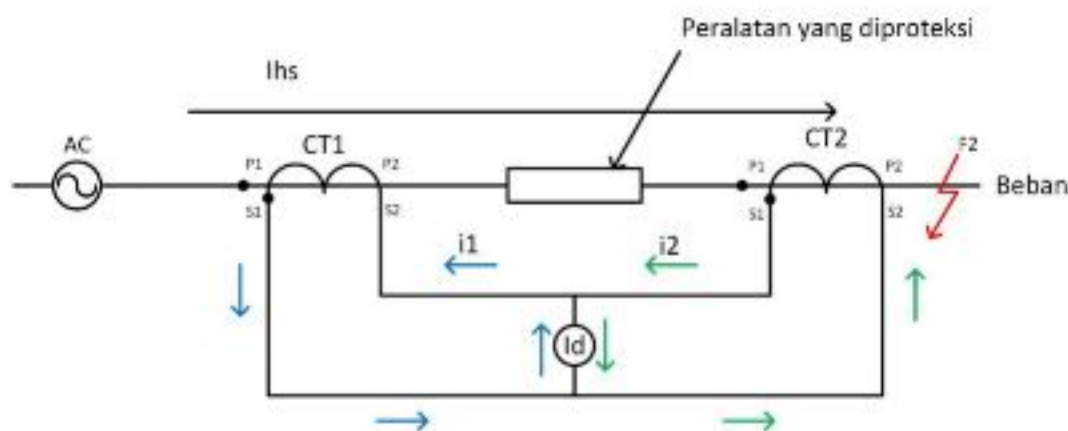 Peralatan yang diproteksi
Ihs
AC
CT1
CT2
P1
P2
P1
P2
F2
Beban
S1
S2
S1
S2
i1
i2
Id